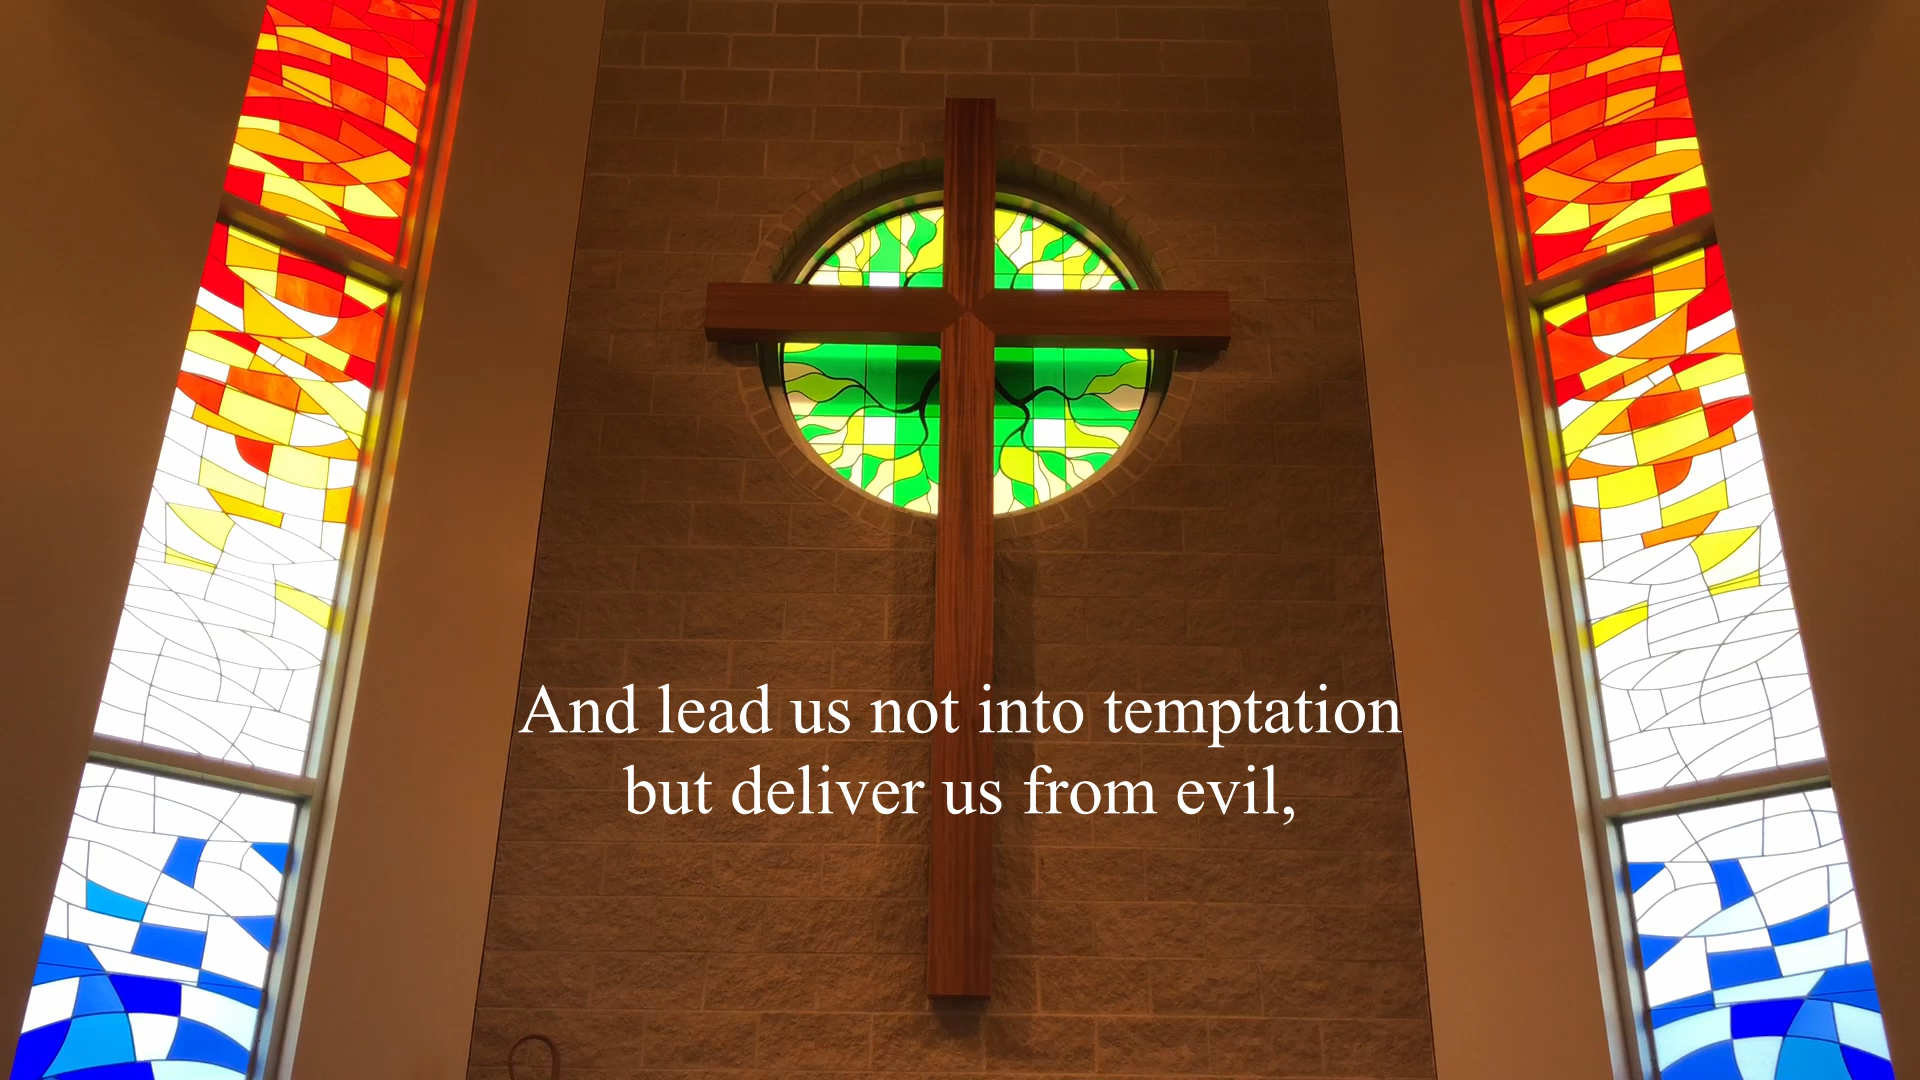 And lead us not into temptation
but deliver us from evil,